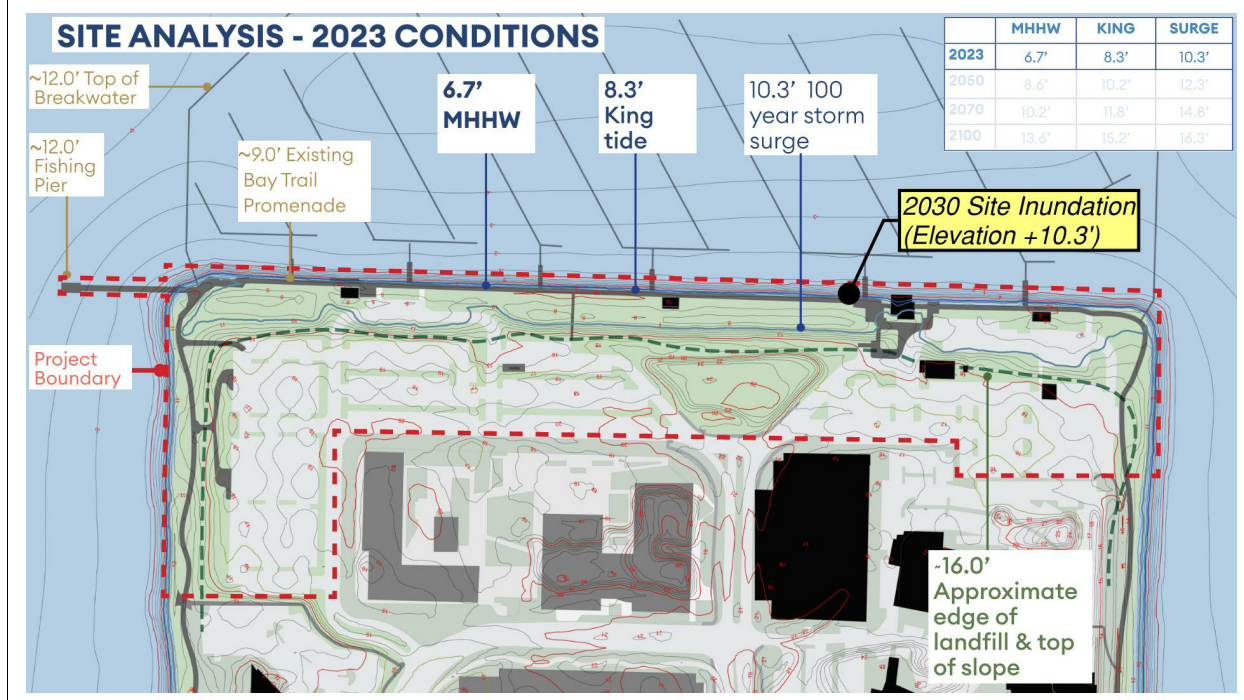 SITE ANALYSIS - 2023 CONDITIONS
MHHW KING SURGE
2023 6.7' 8.3' 10.3'
2050 8.6' 10.2' 12.3'
2070 10.2' 11.8' 14.8'
2100 13.6' 15.2' 16.3'
~12.0' Top of
Breakwater
6.7'
MHHW
8.3'
King
tide
10.3' 100
year storm
surge
~12.0'
Fishing
Pier
~9.0' Existing
Bay Trail
Promenade
2030 Site Inundation
(Elevation +10.3')
Project
Boundary
~16.0'
Approximate
edge of
landfill & top
of slope